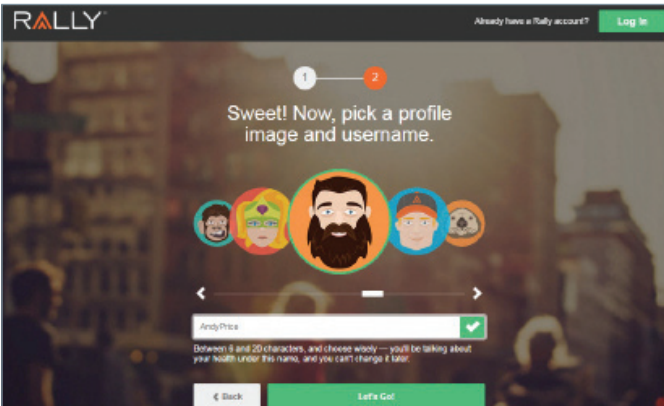 RALLY
Already have a Rally account?
Log In
1
2
Sweet! Now, pick a profile
image and username.
AndyPrice
Between 6 and 20 characters, and choose wisely — you'll be talking about
your health under this name, and you can't change it later.
Back
Let's Go!